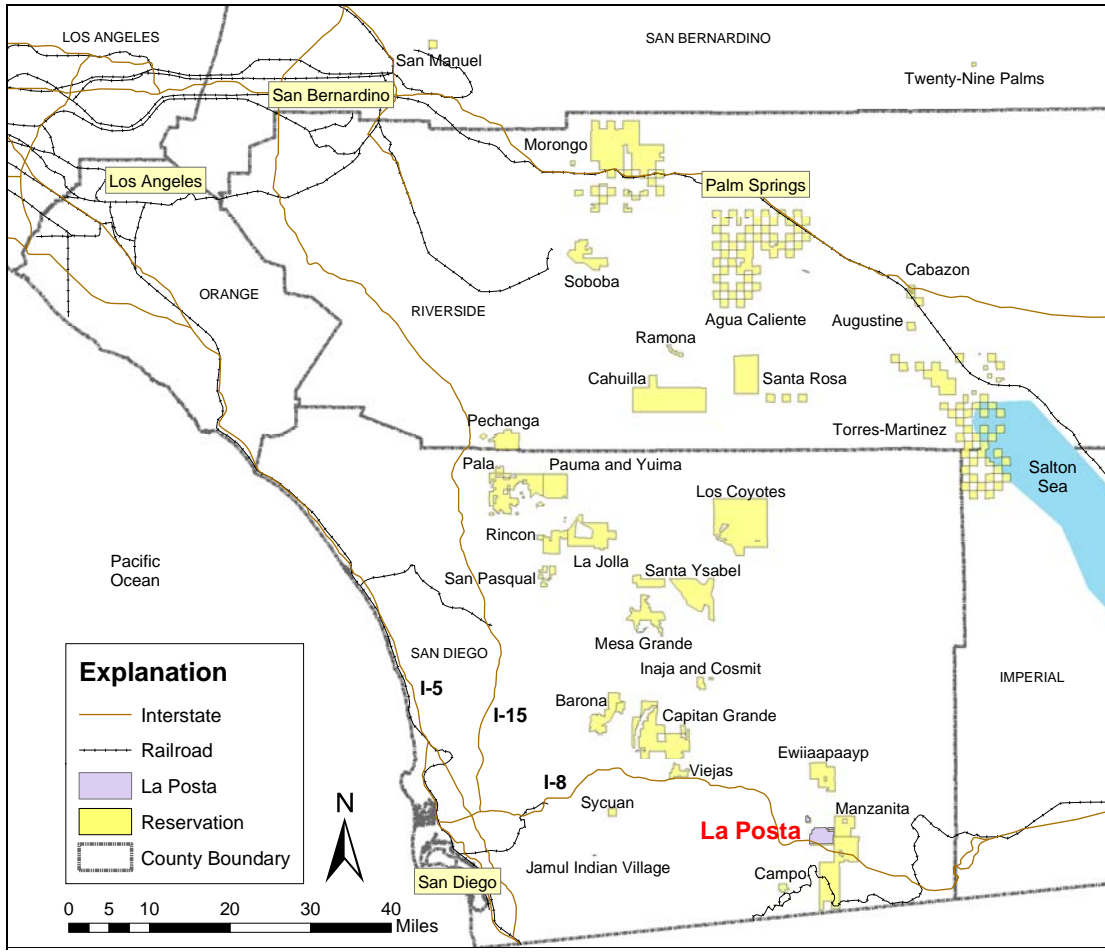 LOS ANGELES
SAN BERNARDINO
San Manuel
Twenty-Nine Palms
San Bernardino
Morongo
Los Angeles
Palm Springs
Soboba
Cabazon
ORANGE
RIVERSIDE
Agua Caliente
Augustine
Ramona
Cahuilla
Santa Rosa
Pechanga
Torres-Martinez
Pala
Pauma and Yuima
Salton
Sea
Los Coyotes
Rincon
La Jolla
Pacific
Ocean
San Pasqual
Santa Ysabel
Mesa Grande
SAN DIEGO
Inaja and Cosmit
IMPERIAL
I-5
Barona
I-15
Capitan Grande
Ewiiaapaayp
Viejas
I-8
Sycuan
Manzanita
La Posta
Jamul Indian Village
Campo
San Diego
Explanation
Interstate
Railroad
La Posta
Reservation
County Boundary
N
0 5 10 20 30 40
Miles